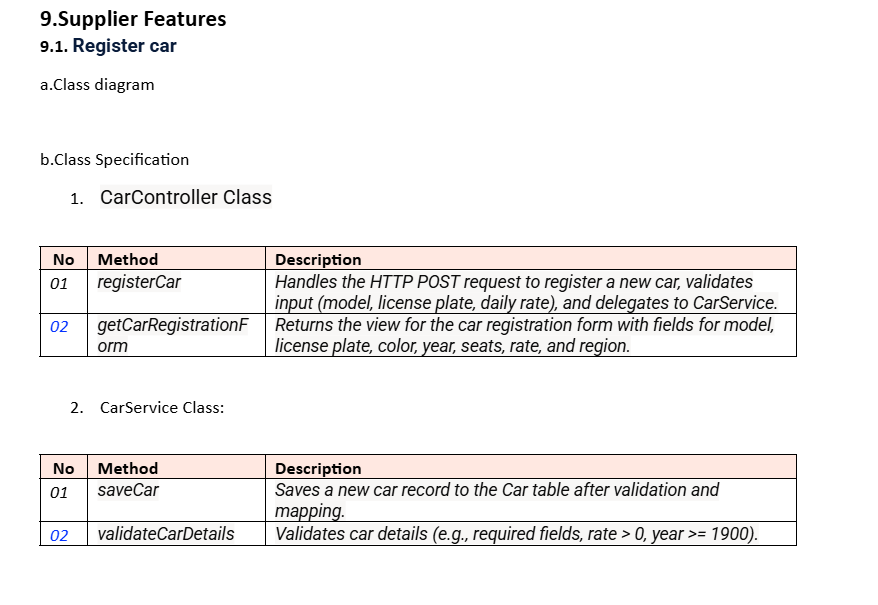 9.Supplier Features
9.1. Register car
a.Class diagram
b.Class Specification
1. CarController Class
No Method Description
01 registerCar Handles the HTTP POST request to register a new car, validates
input (model, license plate, daily rate), and delegates to CarService.
02 getCarRegistrationF Returns the view for the car registration form with fields for model,
orm license plate, color, year, seats, rate, and region.
2. CarService Class:
No Method Description
01 saveCar Saves a new car record to the Car table after validation and
mapping.
02 validateCarDetails Validates car details (e.g., required fields, rate > 0, year >= 1900).